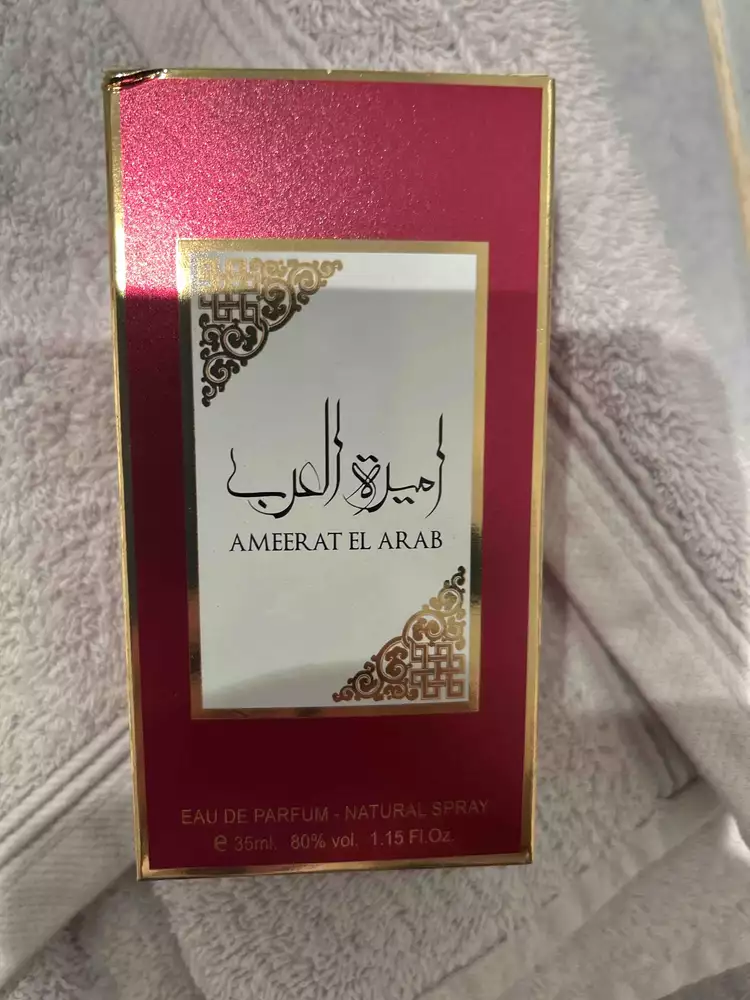 اميرة العرب
AMEERAT EL ARAB
EAU DE PARFUM - NATURAL SPRAY
e 35ml. 80% vol. 1.15 Fl.Oz.